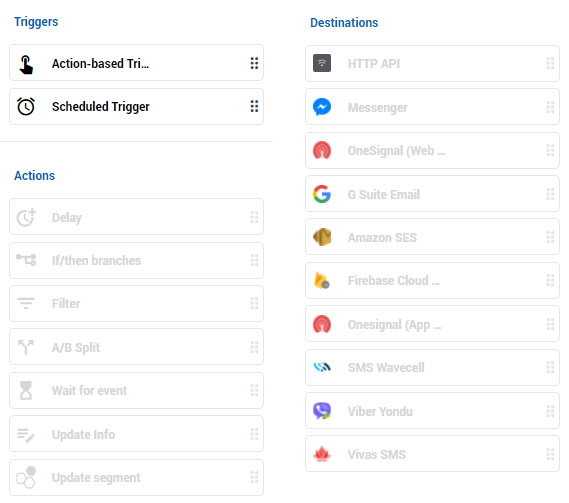 Triggers
Action-based Tri...
Scheduled Trigger
Actions
Delay
If/then branches
Filter
A/B Split
Wait for event
Update Info
Update segment
Destinations
HTTP API
Messenger
OneSignal (Web ...
G Suite Email
Amazon SES
Firebase Cloud ...
Onesignal (App ...
SMS Wavecell
Viber Yondu
Vivas SMS